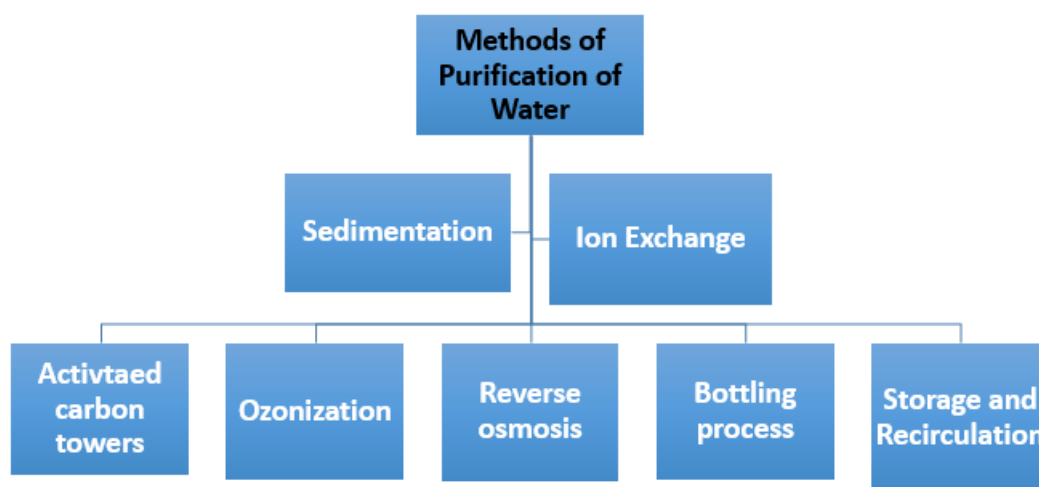 Methods of
Purification of
Water
Sedimentation
Ion Exchange
Activtaed
carbon
towers
Ozonization
Reverse
osmosis
Bottling
process
Storage and
Recirculation